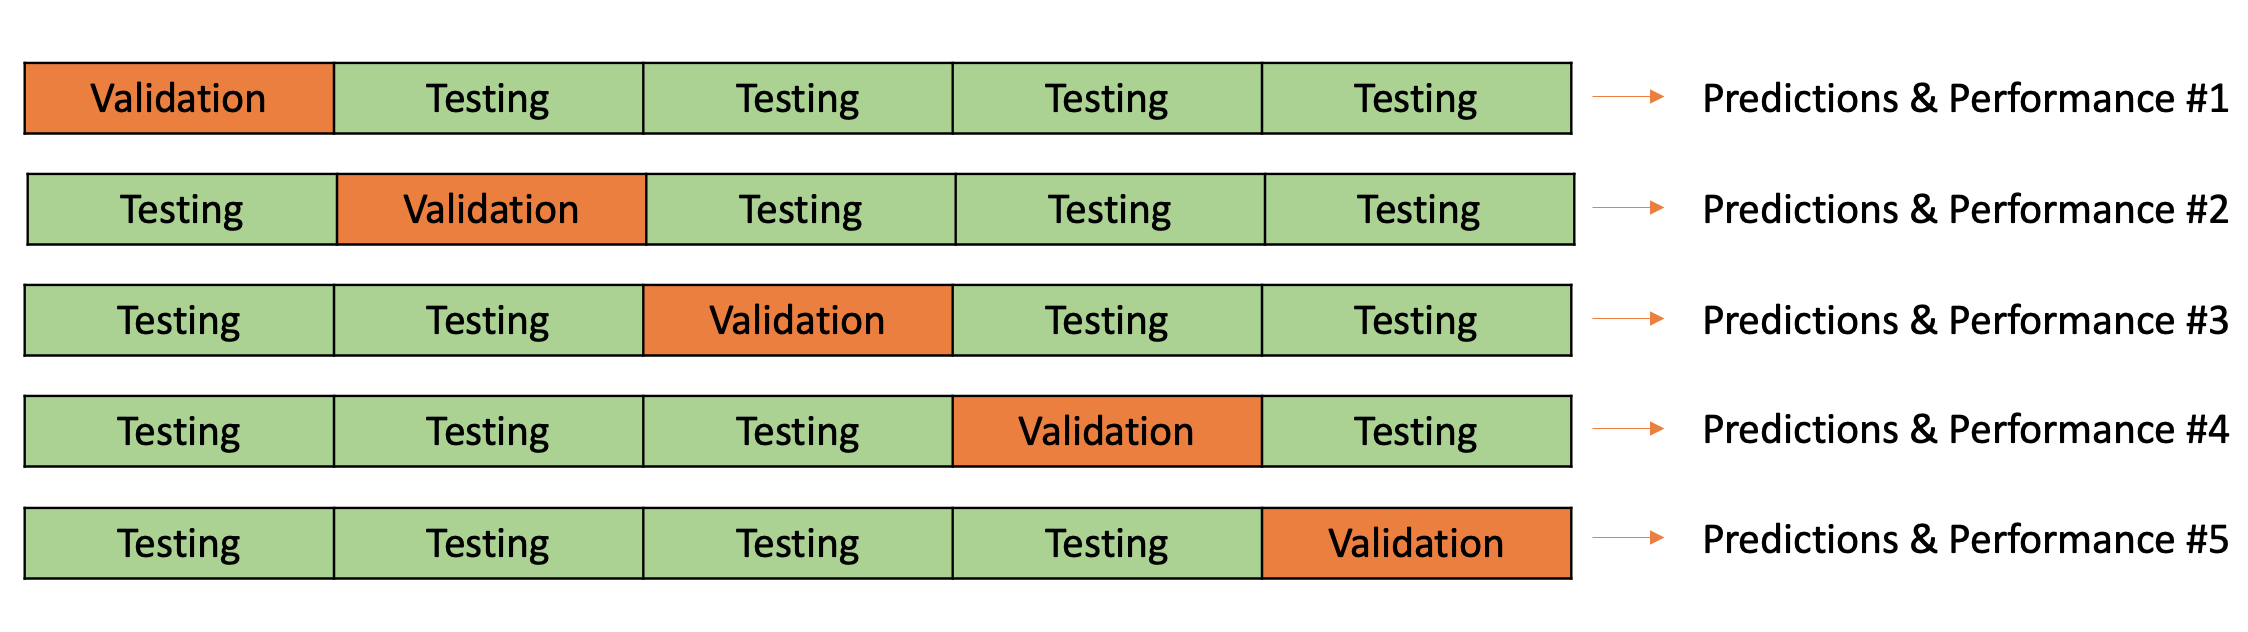 Validation Testing Testing Testing Testing Predictions & Performance #1
Testing Validation Testing Testing Testing Predictions & Performance #2
Testing Testing Validation Testing Testing Predictions & Performance #3
Testing Testing Testing Validation Testing Predictions & Performance #4
Testing Testing Testing Testing Validation Predictions & Performance #5